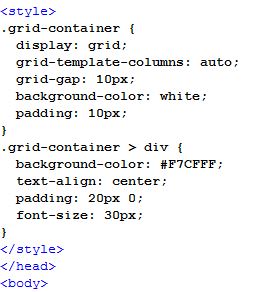 <style>
.grid-container {
  display: grid;
  grid-template-columns: auto;
  grid-gap: 10px;
  background-color: white;
  padding: 10px;
}
.grid-container > div {
  background-color: #F7CFFF;
  text-align: center;
  padding: 20px 0;
  font-size: 30px;
}
</style>
</head>
<body>